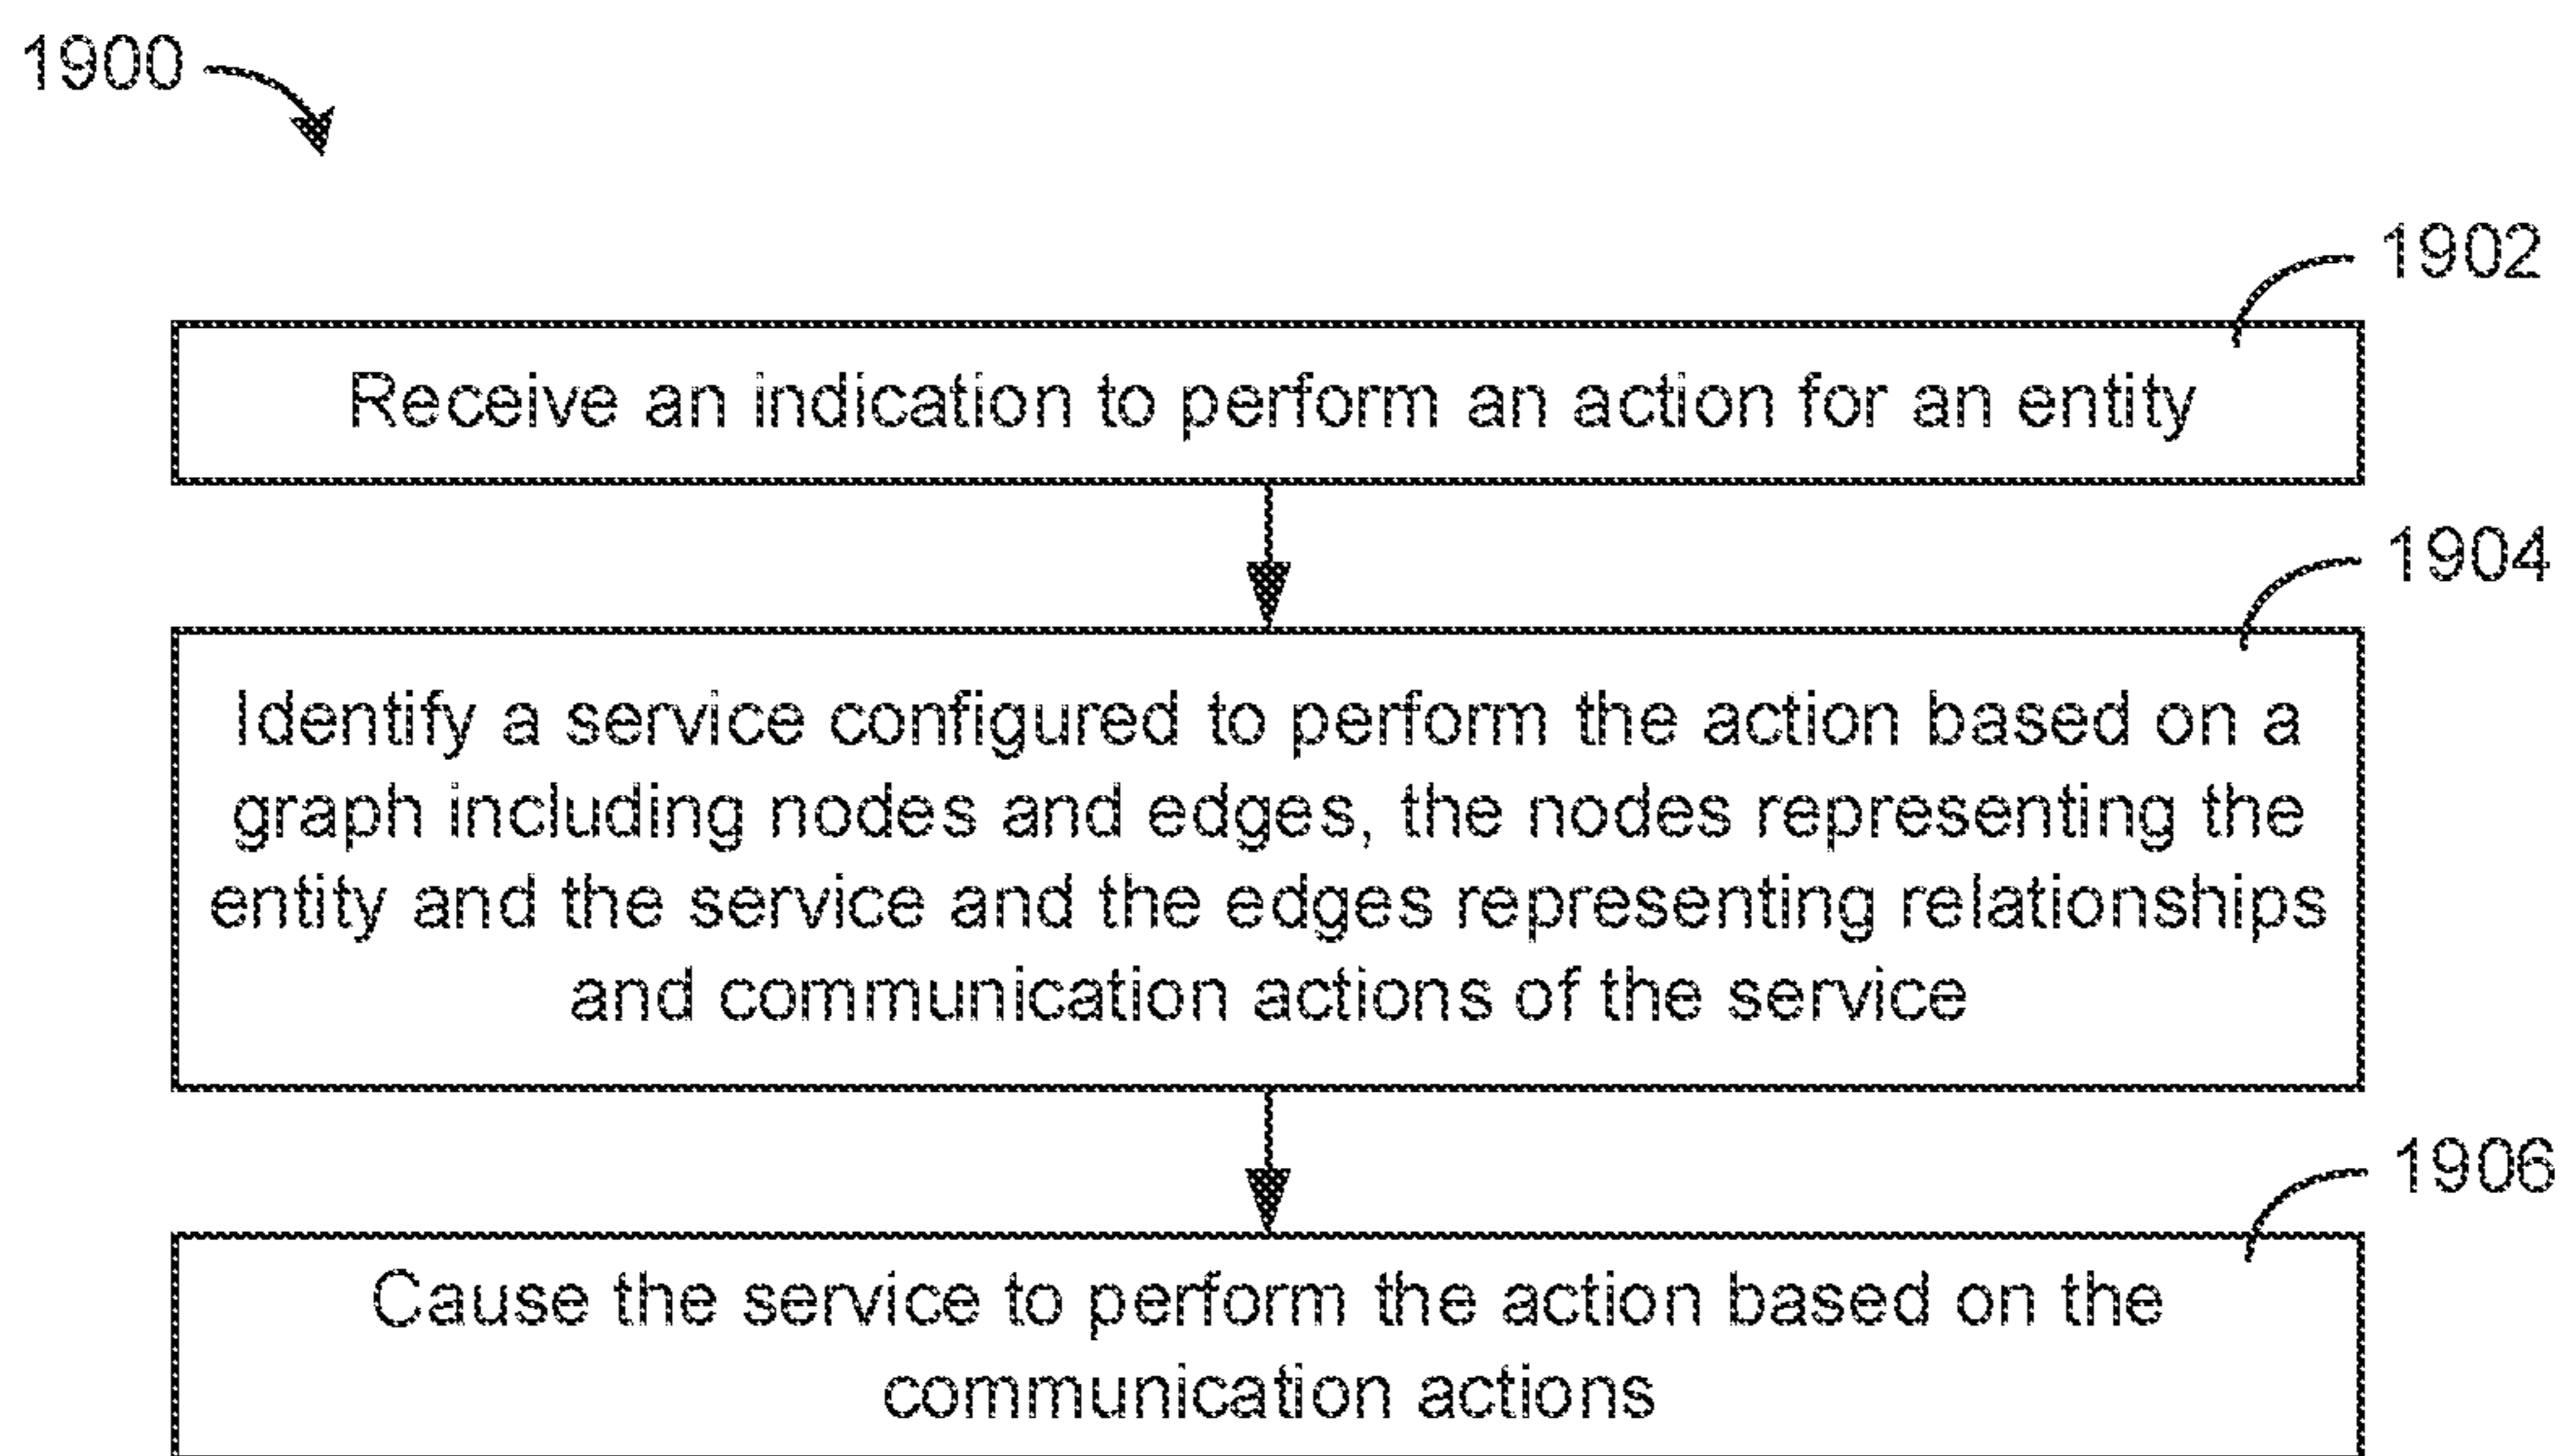 1900
1902
Receive an indication to perform an action for an entity
1904
Identify a service configured to perform the action based on a
graph including nodes and edges, the nodes representing the
entity and the service and the edges representing relationships
and communication actions of the service
1906
Cause the service to perform the action based on the
communication actions